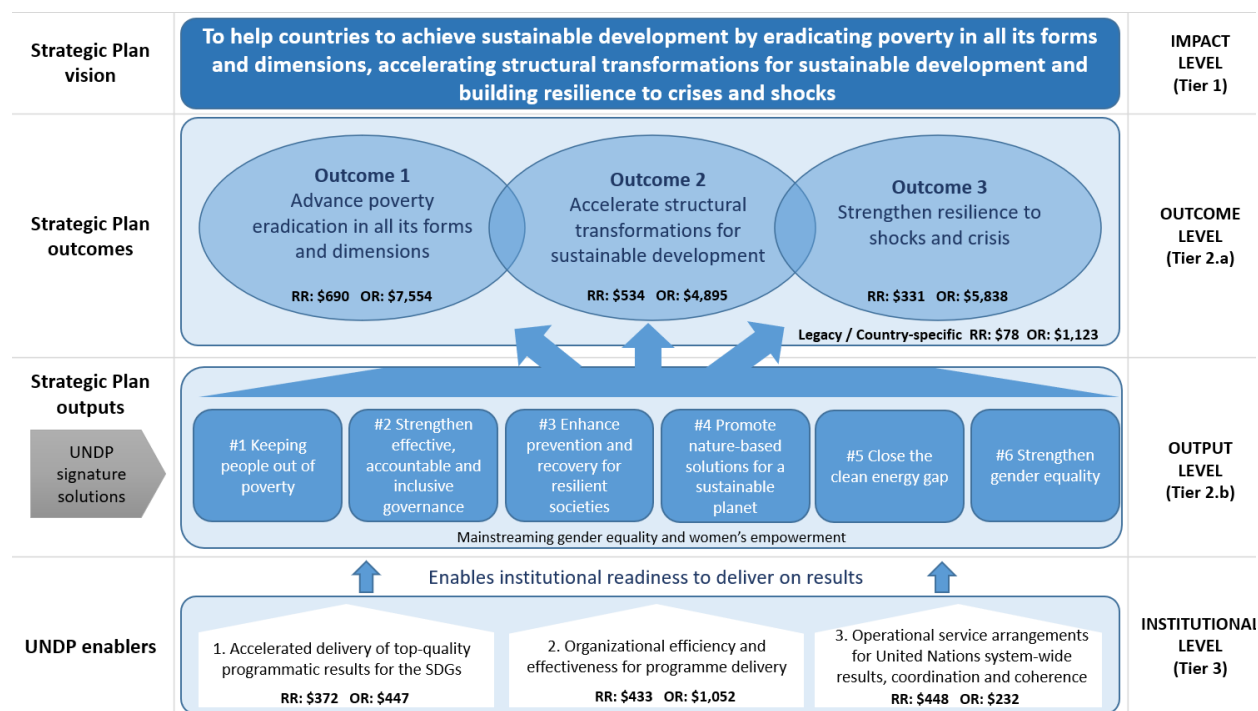 Strategic Plan
vision
To help countries to achieve sustainable development by eradicating poverty in all its forms
and dimensions, accelerating structural transformations for sustainable development and
building resilience to crises and shocks
IMPACT
LEVEL
(Tier 1)
Strategic Plan
outcomes
Outcome 1
Advance poverty
eradication in all its forms
and dimensions
RR: $690 OR: $7,554
Outcome 2
Accelerate structural
transformations for
sustainable development
RR: $534 OR: $4,895
Outcome 3
Strengthen resilience to
shocks and crisis
RR: $331 OR: $5,838
Legacy / Country-specific RR: $78 OR: $1,123
OUTCOME
LEVEL
(Tier 2.a)
Strategic Plan
outputs
UNDP
signature
solutions
#1 Keeping
people out of
poverty
#2 Strengthen
effective,
accountable and
inclusive
governance
#3 Enhance
prevention and
recovery for
resilient
societies
#4 Promote
nature-based
solutions for a
sustainable
planet
#5 Close the
clean energy gap
#6 Strengthen
gender equality
Mainstreaming gender equality and women's empowerment
OUTPUT
LEVEL
(Tier 2.b)
Enables institutional readiness to deliver on results
UNDP enablers
1. Accelerated delivery of top-quality
programmatic results for the SDGs
RR: $372 OR: $447
2. Organizational efficiency and
effectiveness for programme delivery
RR: $433 OR: $1,052
3. Operational service arrangements
for United Nations system-wide
results, coordination and coherence
RR: $448 OR: $232
INSTITUTIONAL
LEVEL
(Tier 3)